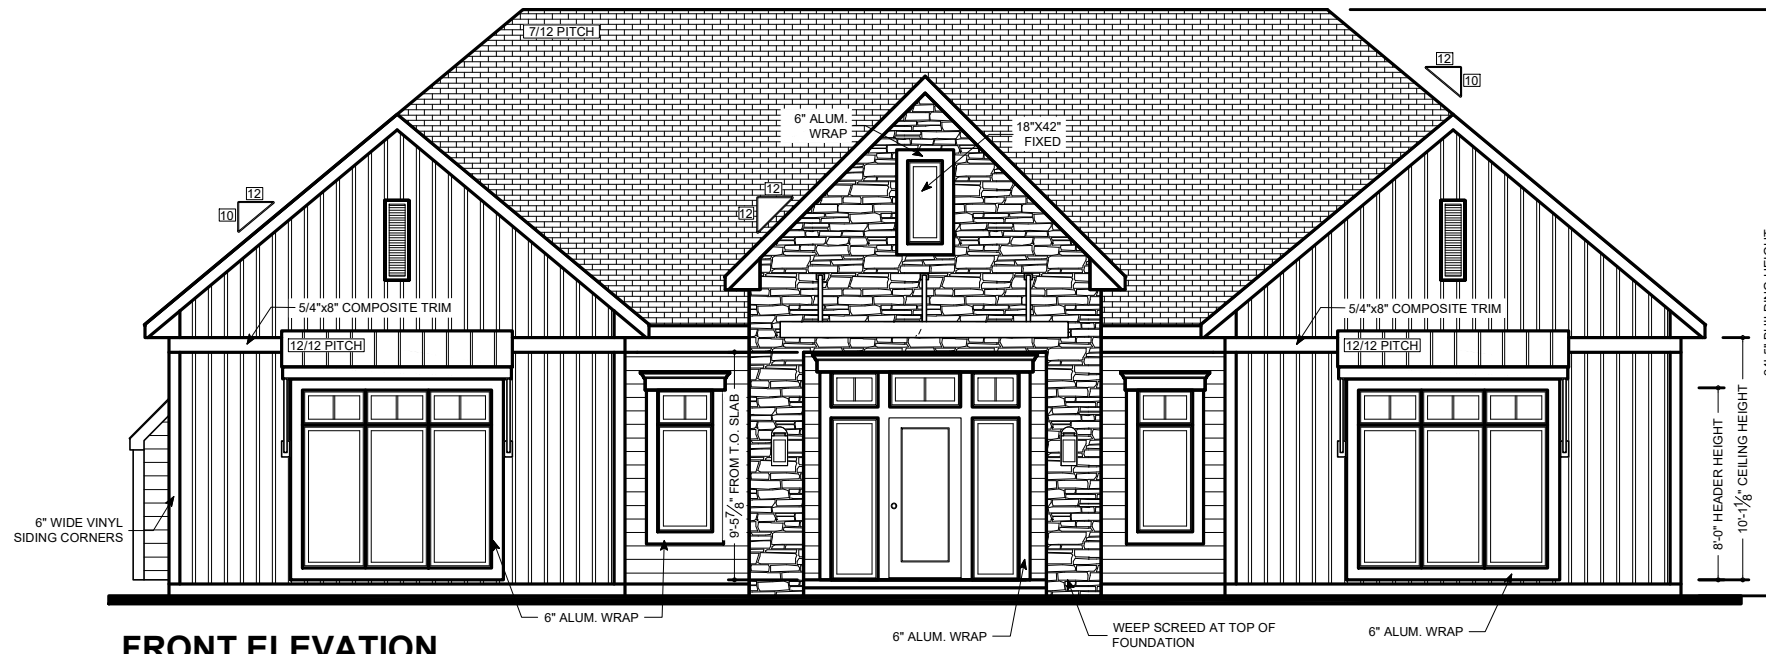 7/12 PITCH
12
10
6" ALUM.
WRAP
18"X42"
FIXED
12
10
12
12
5/4"x8" COMPOSITE TRIM
5/4"x8" COMPOSITE TRIM
12/12 PITCH
12/12 PITCH
9'-5 7/8" FROM T.O. SLAB
8'-0" HEADER HEIGHT
10'-1 1/8" CEILING HEIGHT
6" WIDE VINYL
SIDING CORNERS
6" ALUM. WRAP
6" ALUM. WRAP
WEEP SCREED AT TOP OF
FOUNDATION
6" ALUM. WRAP
FRONT ELEVATION